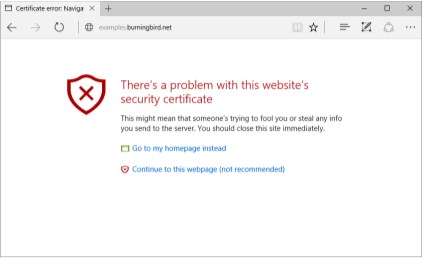 Certificate error: Naviga
examples.burningbird.net
There's a problem with this website's
security certificate
This might mean that someone's trying to fool you or steal any info
you send to the server. You should close this site immediately.
Go to my homepage instead
Continue to this webpage (not recommended)